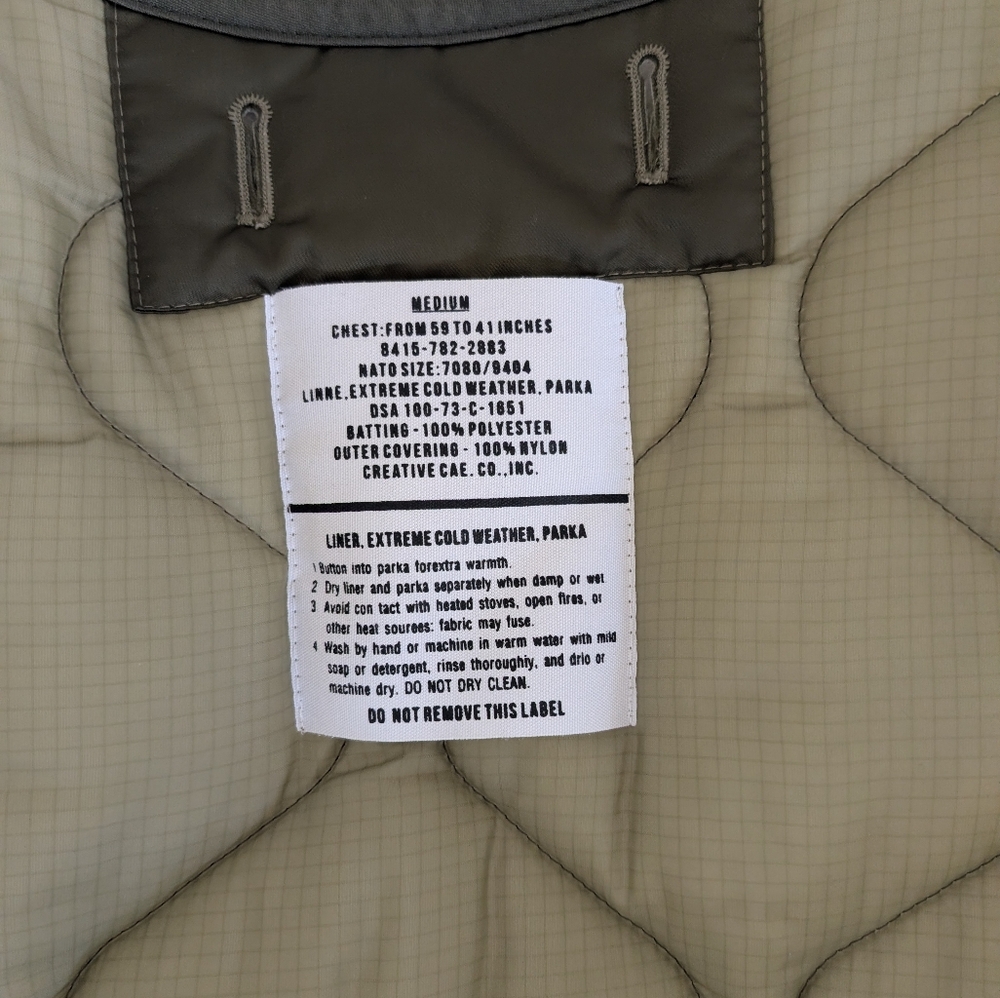 MEDIUM
CHEST:FROM 59 TO 41 INCHES
8415-782-2883
NATO SIZE:7080/9404
LINNE,EXTREME COLD WEATHER, PARKA
DSA 100-73-C-1851
BATTING - 100% POLYESTER
OUTER COVERING - 100% NYLON
CREATIVE CAE. CO.,INC.
LINER, EXTREME COLD WEATHER, PARKA
1 Button into parka forextra warmth.
2 Dry liner and parka separately when damp or wet
3 Avoid con tact with heated stoves, open fires, or
other heat sourees: fabric may fuse.
4 Wash by hand or machine in warm water with mild
soap or detergent, rinse thoroughiy, and drio or
machine dry. DO NOT DRY CLEAN.
DO NOT REMOVE THIS LABEL